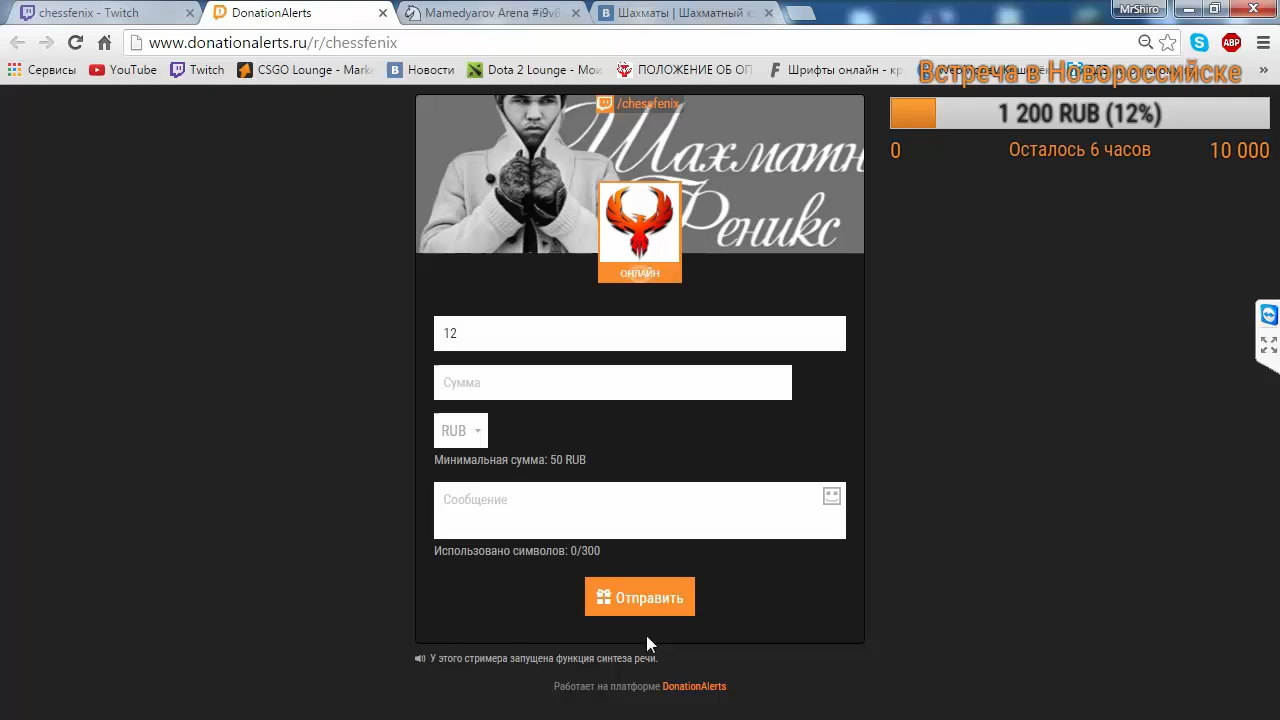 chessfenix - Twitch
DonationAlerts
Mamedyarov Arena #i9v8
Шахматы | Шахматный к
MrShiro
www.donationalerts.ru/r/chessfenix
ABP
Сервисы
YouTube
Twitch
CSGO Lounge - Marke
Новости
Dota 2 Lounge - Мои
ПОЛОЖЕНИЕ ОБ ОП
Шрифты онлайн - кр
Встреча в Новороссийске
1 200 RUB (12%)
0
Осталось 6 часов
10 000
/chessfenix
Шахматн
Феникс
ОНЛАЙН
12
Сумма
RUB
Минимальная сумма: 50 RUB
Сообщение
Использовано символов: 0/300
Отправить
У этого стримера запущена функция синтеза речи.
Работает на платформе DonationAlerts